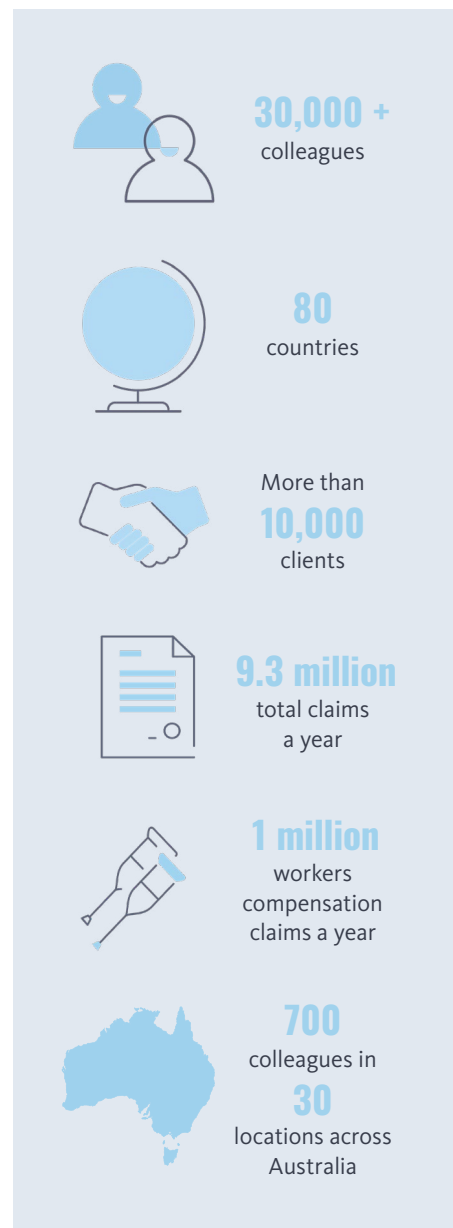 30,000 +
colleagues
80
countries
More than
10,000
clients
9.3 million
total claims
a year
1 million
workers
compensation
claims a year
700
colleagues in
30
locations across
Australia